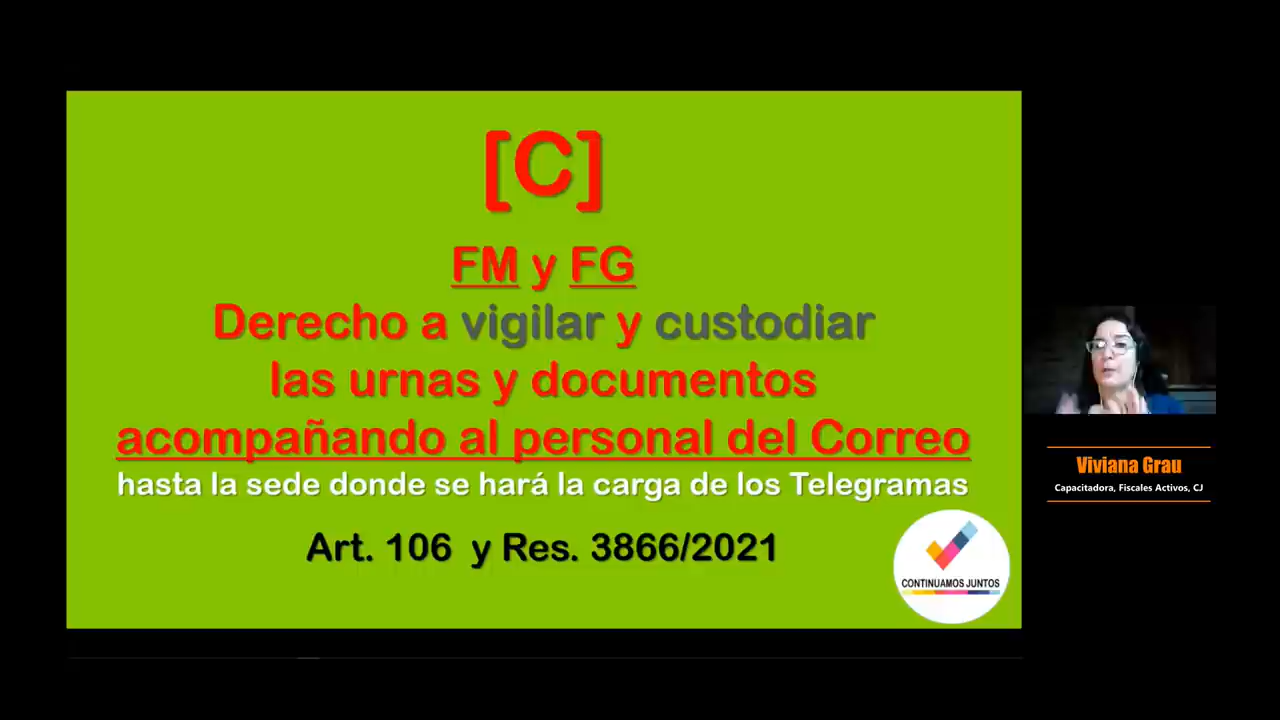 [C]
FM y FG
Derecho a vigilar y custodiar
las urnas y documentos
acompañando al personal del Correo
hasta la sede donde se hará la carga de los Telegramas
Art. 106 y Res. 3866/2021
CONTINUAMOS JUNTOS
Viviana Grau
Capacitadora, Fiscales Activos, CJ